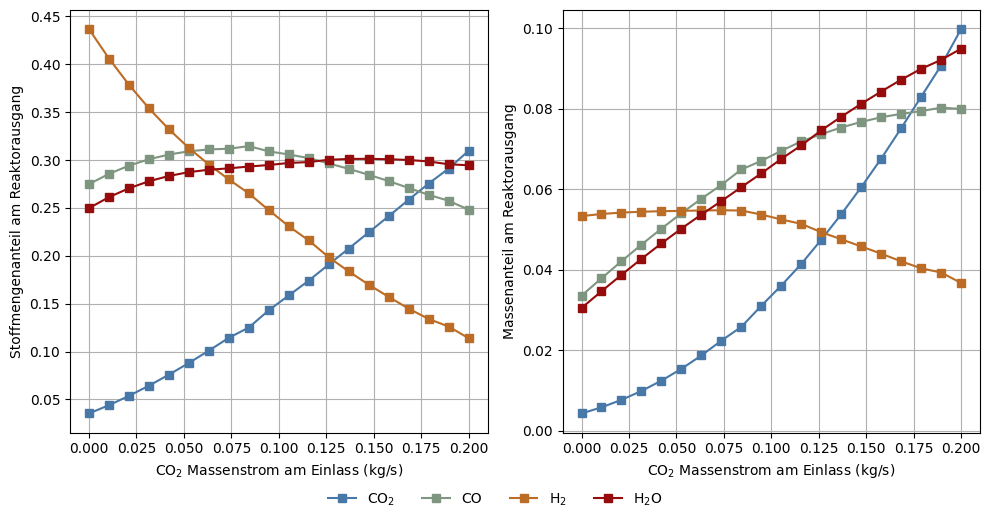 0.45
0.40
0.35
0.30
0.25
0.20
0.15
0.10
0.05
Stoffmengenanteil am Reaktorausgang
0.000 0.025 0.050 0.075 0.100 0.125 0.150 0.175 0.200
CO₂ Massenstrom am Einlass (kg/s)
0.10
0.08
0.06
0.04
0.02
0.00
Massenanteil am Reaktorausgang
0.000 0.025 0.050 0.075 0.100 0.125 0.150 0.175 0.200
CO₂ Massenstrom am Einlass (kg/s)
CO₂ CO H₂ H₂O